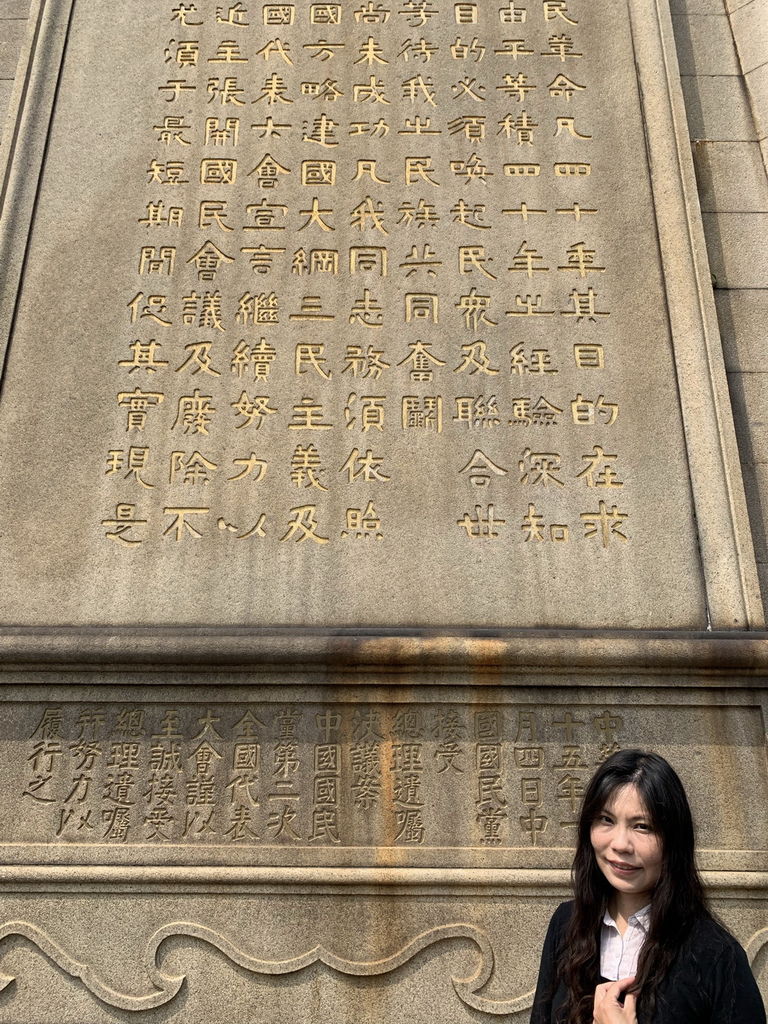 民革命凡四十年其目的在求
由平等積四十年之經驗深知
目的必須喚起民眾及聯合世
等待我之民族共同奮鬭
尚未成功凡我同志務須依照
國方略建國大綱三民主義及
國代表大會宣言繼續努力以
近主張開國民會議及廢除不
尤須于最短期間促其實現是
中華
十五年一
月四日中
國國民黨
接受
總理遺囑
決議案
中國國民
黨第二次
全國代表
大會謹以
至誠接受
總理遺囑
并努力以
履行之